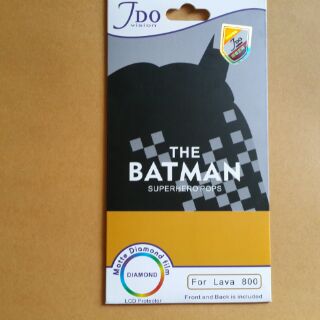 JDO
vision
JDO
THE
BATMAN
SUPERHERO POPS
Matte Diamond film
DIAMOND
LCD Protector
For Lava 800
Front and Back is included